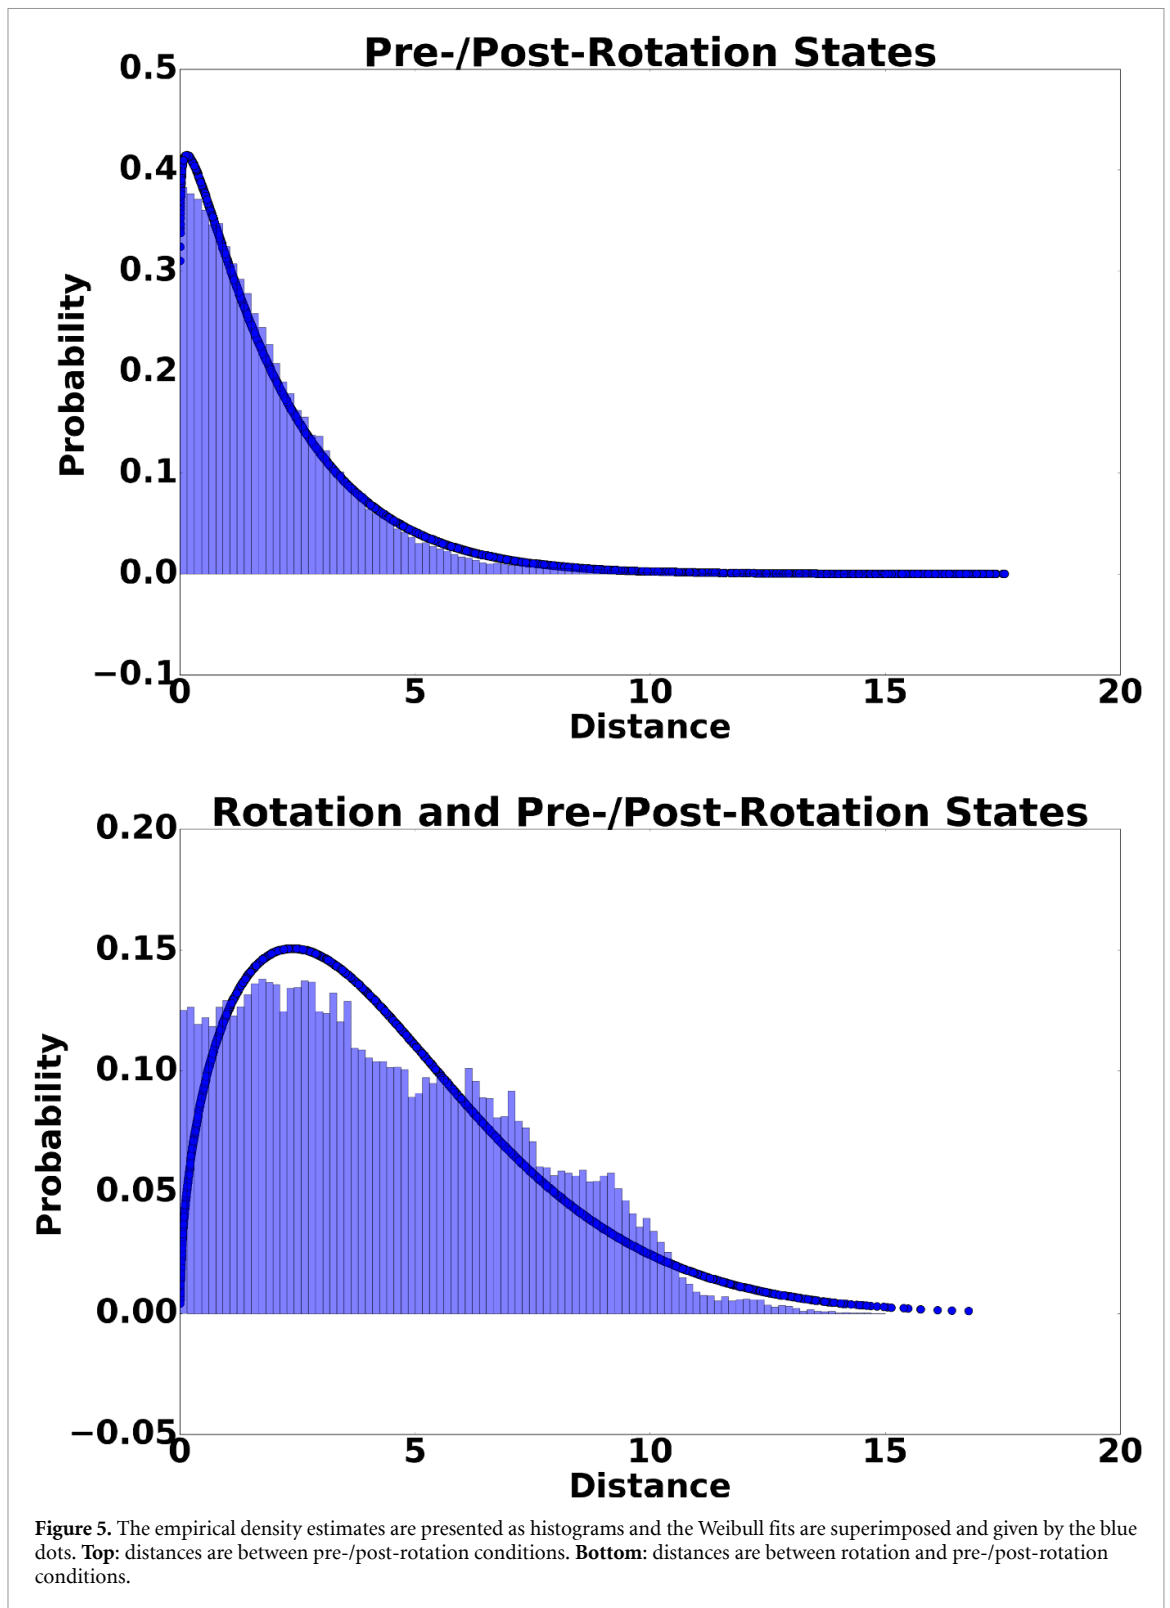 Pre-/Post-Rotation States
0.5
0.4
0.3
0.2
0.1
0.0
−0.1
Probability
0 5 10 15 20
Distance
Rotation and Pre-/Post-Rotation States
0.20
0.15
0.10
0.05
0.00
−0.05
Probability
0 5 10 15 20
Distance
Figure 5. The empirical density estimates are presented as histograms and the Weibull fits are superimposed and given by the blue
dots. Top: distances are between pre-/post-rotation conditions. Bottom: distances are between rotation and pre-/post-rotation
conditions.